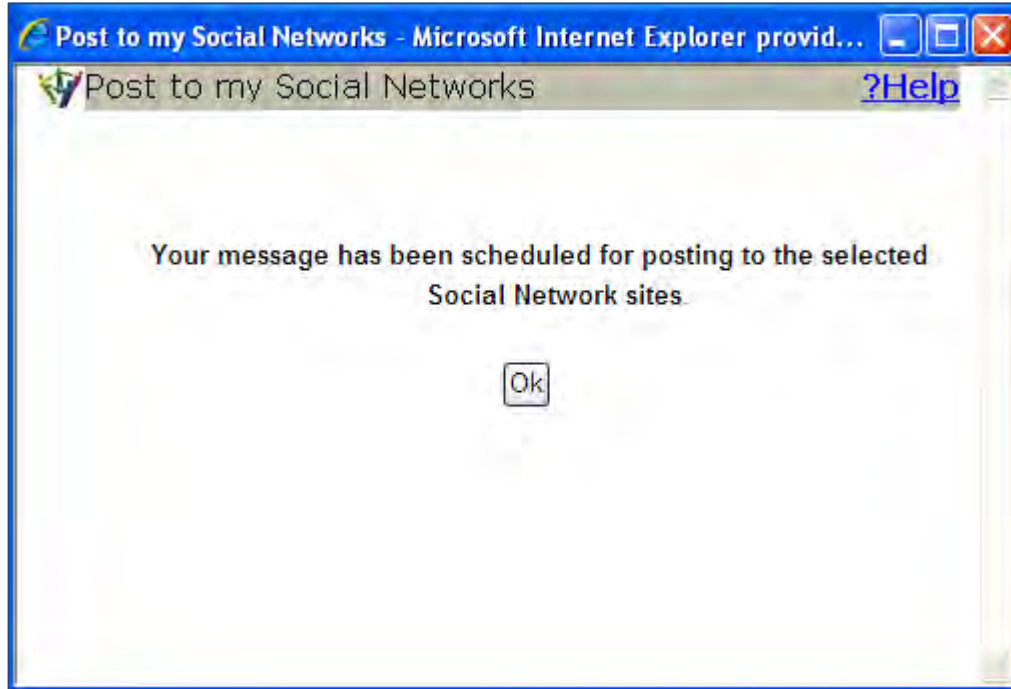 Post to my Social Networks - Microsoft Internet Explorer provid...
Post to my Social Networks ?Help
Your message has been scheduled for posting to the selected
Social Network sites.
Ok